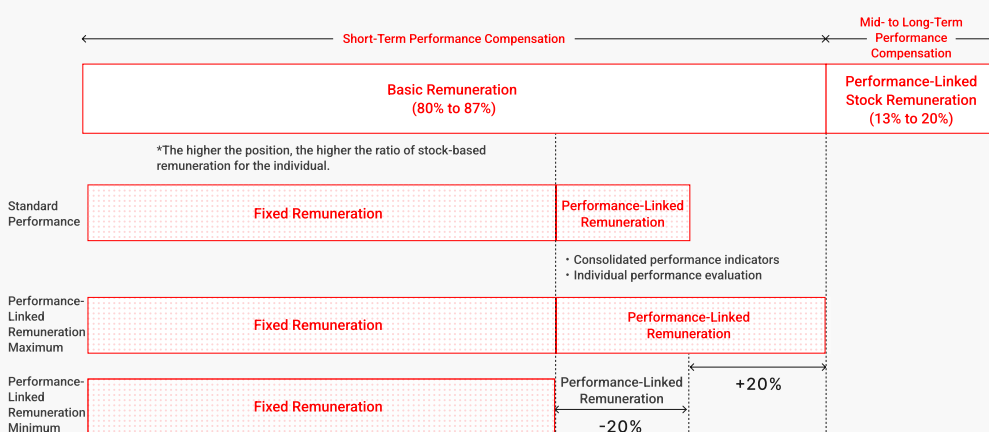 Short-Term Performance Compensation
Mid- to Long-Term
Performance
Compensation
Basic Remuneration
(80% to 87%)
Performance-Linked
Stock Remuneration
(13% to 20%)
*The higher the position, the higher the ratio of stock-based
remuneration for the individual.
Standard
Performance
Fixed Remuneration
Performance-Linked
Remuneration
・Consolidated performance indicators
・Individual performance evaluation
Performance-
Linked
Remuneration
Maximum
Fixed Remuneration
Performance-Linked
Remuneration
+20%
Performance-
Linked
Remuneration
Minimum
Fixed Remuneration
Performance-Linked
Remuneration
-20%